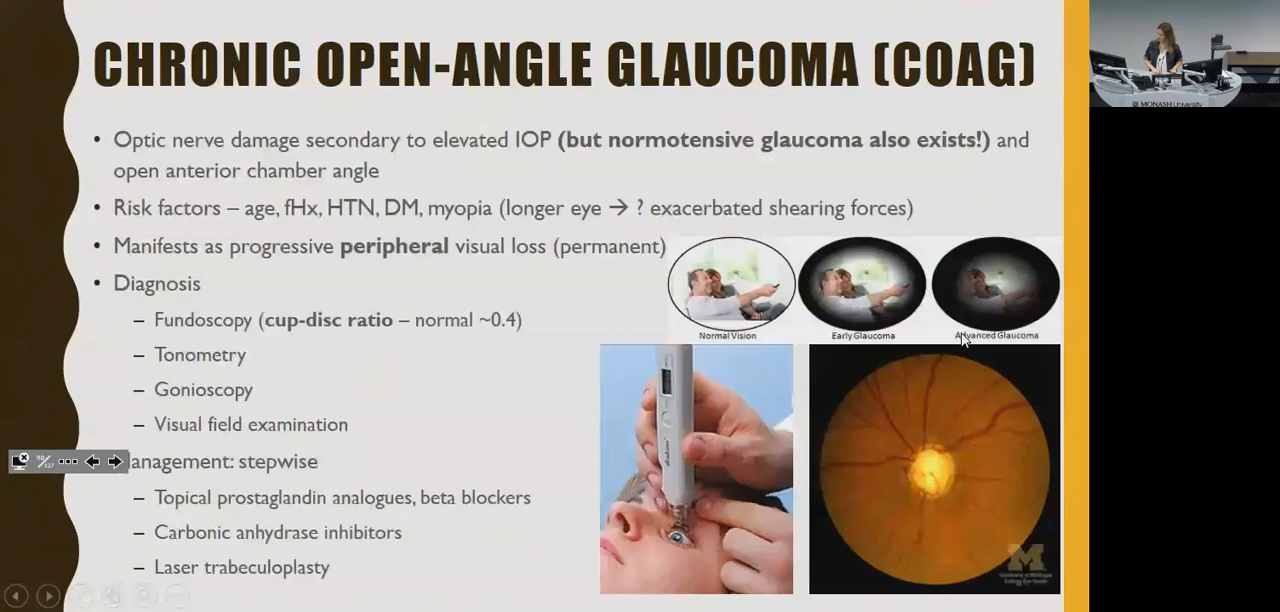 CHRONIC OPEN-ANGLE GLAUCOMA (COAG)
• Optic nerve damage secondary to elevated IOP (but normotensive glaucoma also exists!) and
open anterior chamber angle
• Risk factors – age, fHx, HTN, DM, myopia (longer eye → ? exacerbated shearing forces)
• Manifests as progressive peripheral visual loss (permanent)
• Diagnosis
– Fundoscopy (cup-disc ratio – normal ~0.4)
– Tonometry
– Gonioscopy
– Visual field examination
anagement: stepwise
– Topical prostaglandin analogues, beta blockers
– Carbonic anhydrase inhibitors
– Laser trabeculoplasty
Normal Vision
Early Glaucoma
Advanced Glaucoma
M
MONASH University